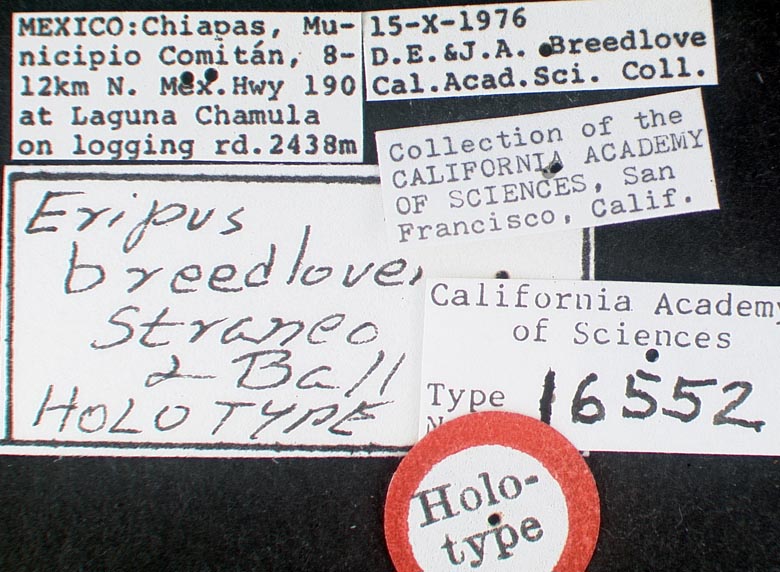 MEXICO:Chiapas, Mu-
nicipio Comitán, 8-
12km N. Mex.Hwy 190
at Laguna Chamula
on logging rd.2438m
15-X-1976
D.E.&J.A. Breedlove
Cal.Acad.Sci. Coll.
Collection of the
CALIFORNIA ACADEMY
OF SCIENCES, San
Francisco, Calif.
Eripus
breedlovei
Straneo
& Ball
HOLOTYPE
California Academy
of Sciences
Type 16552
Holo-
type